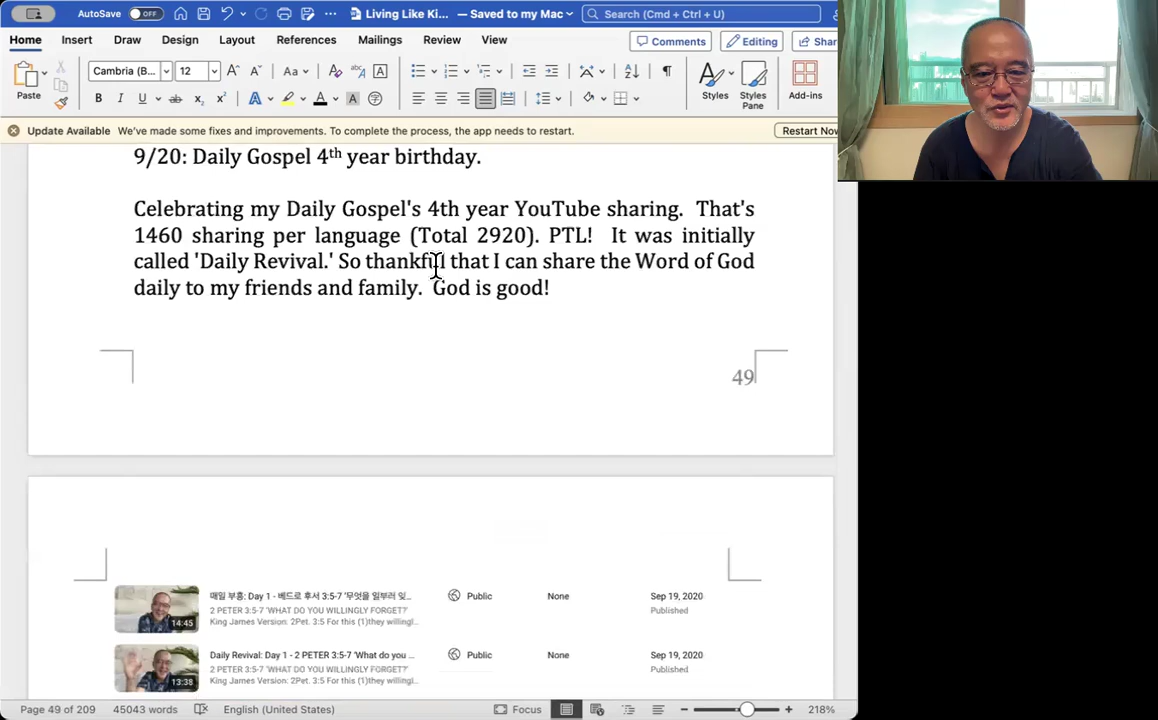 AutoSave OFF Living Like Ki... — Saved to my Mac Search (Cmd + Ctrl + U)
Home Insert Draw Design Layout References Mailings Review View Comments Editing Shar
Paste Cambria (B... 12 Aa Styles Styles Pane Add-ins
Update Available We've made some fixes and improvements. To complete the process, the app needs to restart. Restart Now
9/20: Daily Gospel 4th year birthday.
Celebrating my Daily Gospel's 4th year YouTube sharing. That's
1460 sharing per language (Total 2920). PTL! It was initially
called 'Daily Revival.' So thankful that I can share the Word of God
daily to my friends and family. God is good!
49
매일 부흥: Day 1 - 베드로 후서 3:5-7 '무엇을 일부러 잊... Public None Sep 19, 2020
2 PETER 3:5-7 'WHAT DO YOU WILLINGLY FORGET?' Published
King James Version: 2Pet. 3:5 For this (1)they willingl...
14:45
Daily Revival: Day 1 - 2 PETER 3:5-7 'What do you ... Public None Sep 19, 2020
2 PETER 3:5-7 'WHAT DO YOU WILLINGLY FORGET?' Published
King James Version: 2Pet. 3:5 For this (1)they willingl...
13:38
Page 49 of 209 45043 words English (United States) Focus 218%